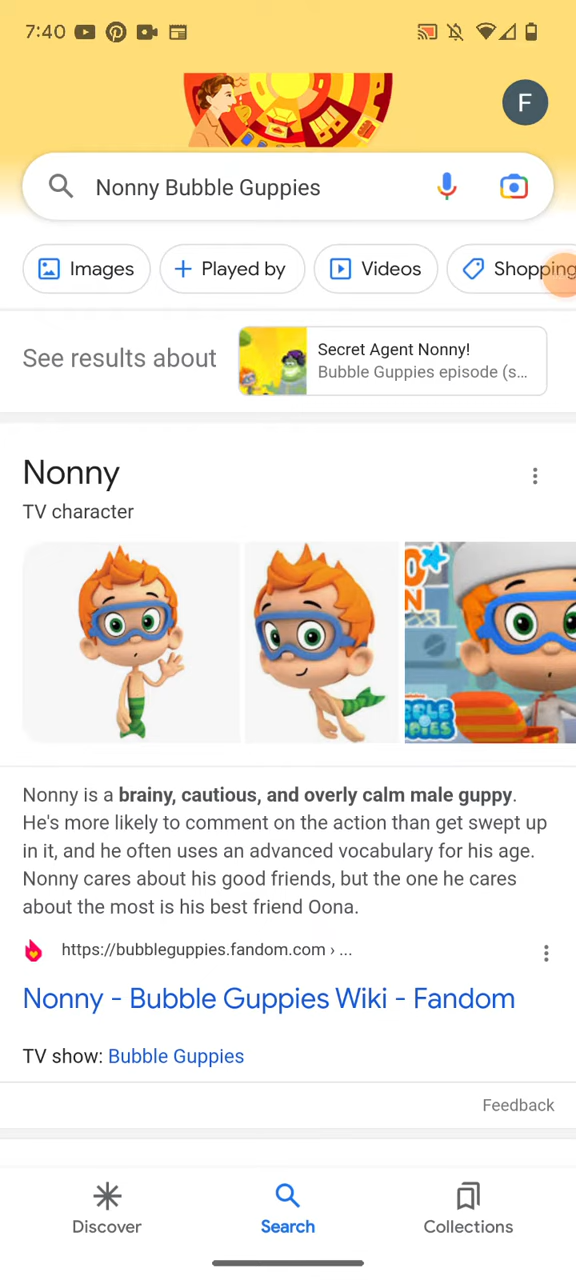 7:40
F
Nonny Bubble Guppies
Images
Played by
Videos
Shopping
See results about
Secret Agent Nonny!
Bubble Guppies episode (s...
Nonny
TV character
Nonny is a brainy, cautious, and overly calm male guppy.
He's more likely to comment on the action than get swept up
in it, and he often uses an advanced vocabulary for his age.
Nonny cares about his good friends, but the one he cares
about the most is his best friend Oona.
https://bubbleguppies.fandom.com › ...
Nonny - Bubble Guppies Wiki - Fandom
TV show: Bubble Guppies
Feedback
Discover
Search
Collections